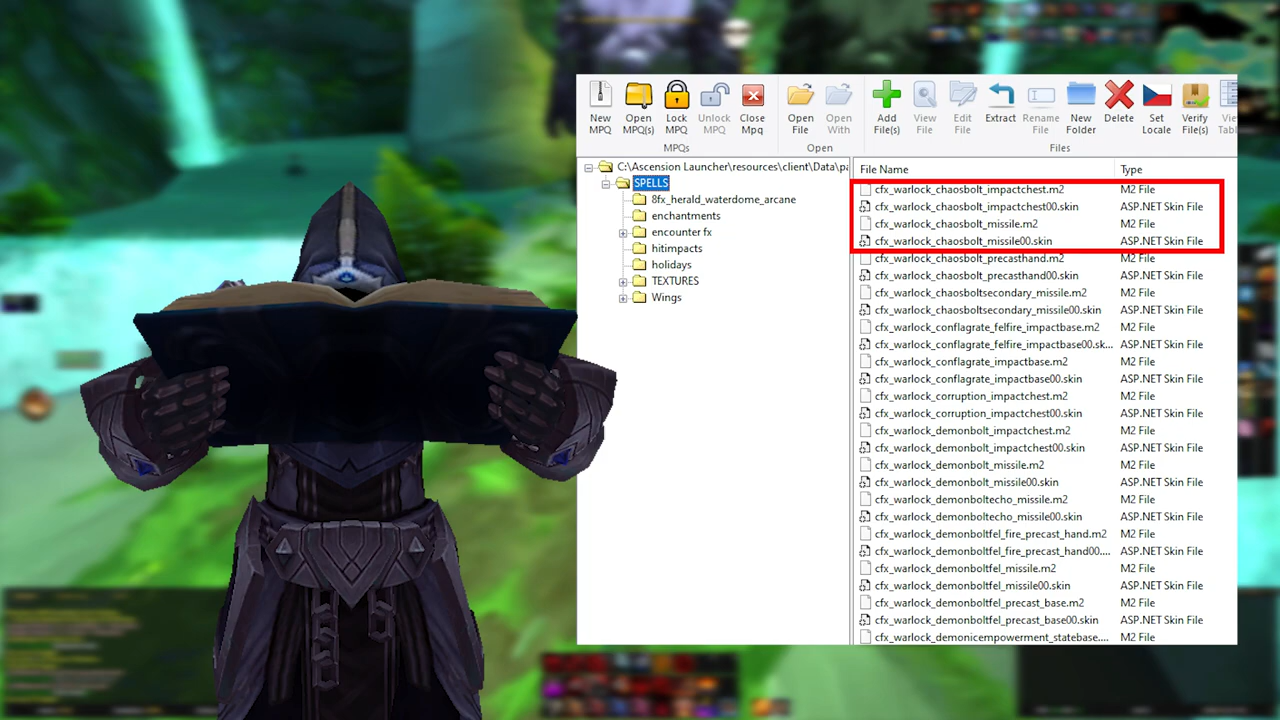 New MPQ
Open MPQ(s)
Lock MPQ
Unlock MPQ
Close Mpq
MPQs
Open File
Open With
Open
Add File(s)
View File
Edit File
Extract
Rename File
New Folder
Delete
Set Locale
Verify File(s)
Files
C:\Ascension Launcher\resources\client\Data\pa
SPELLS
8fx_herald_waterdome_arcane
enchantments
encounter fx
hitimpacts
holidays
TEXTURES
Wings
File Name Type
cfx_warlock_chaosbolt_impactchest.m2 M2 File
cfx_warlock_chaosbolt_impactchest00.skin ASP.NET Skin File
cfx_warlock_chaosbolt_missile.m2 M2 File
cfx_warlock_chaosbolt_missile00.skin ASP.NET Skin File
cfx_warlock_chaosbolt_precasthand.m2 M2 File
cfx_warlock_chaosbolt_precasthand00.skin ASP.NET Skin File
cfx_warlock_chaosboltsecondary_missile.m2 M2 File
cfx_warlock_chaosboltsecondary_missile00.skin ASP.NET Skin File
cfx_warlock_conflagrate_felfire_impactbase.m2 M2 File
cfx_warlock_conflagrate_felfire_impactbase00.sk... ASP.NET Skin File
cfx_warlock_conflagrate_impactbase.m2 M2 File
cfx_warlock_conflagrate_impactbase00.skin ASP.NET Skin File
cfx_warlock_corruption_impactchest.m2 M2 File
cfx_warlock_corruption_impactchest00.skin ASP.NET Skin File
cfx_warlock_demonbolt_impactchest.m2 M2 File
cfx_warlock_demonbolt_impactchest00.skin ASP.NET Skin File
cfx_warlock_demonbolt_missile.m2 M2 File
cfx_warlock_demonbolt_missile00.skin ASP.NET Skin File
cfx_warlock_demonboltecho_missile.m2 M2 File
cfx_warlock_demonboltecho_missile00.skin ASP.NET Skin File
cfx_warlock_demonboltfel_fire_precast_hand.m2 M2 File
cfx_warlock_demonboltfel_fire_precast_hand00.... ASP.NET Skin File
cfx_warlock_demonboltfel_missile.m2 M2 File
cfx_warlock_demonboltfel_missile00.skin ASP.NET Skin File
cfx_warlock_demonboltfel_precast_base.m2 M2 File
cfx_warlock_demonboltfel_precast_base00.skin ASP.NET Skin File
cfx_warlock_demonicempowerment_statebase.... M2 File